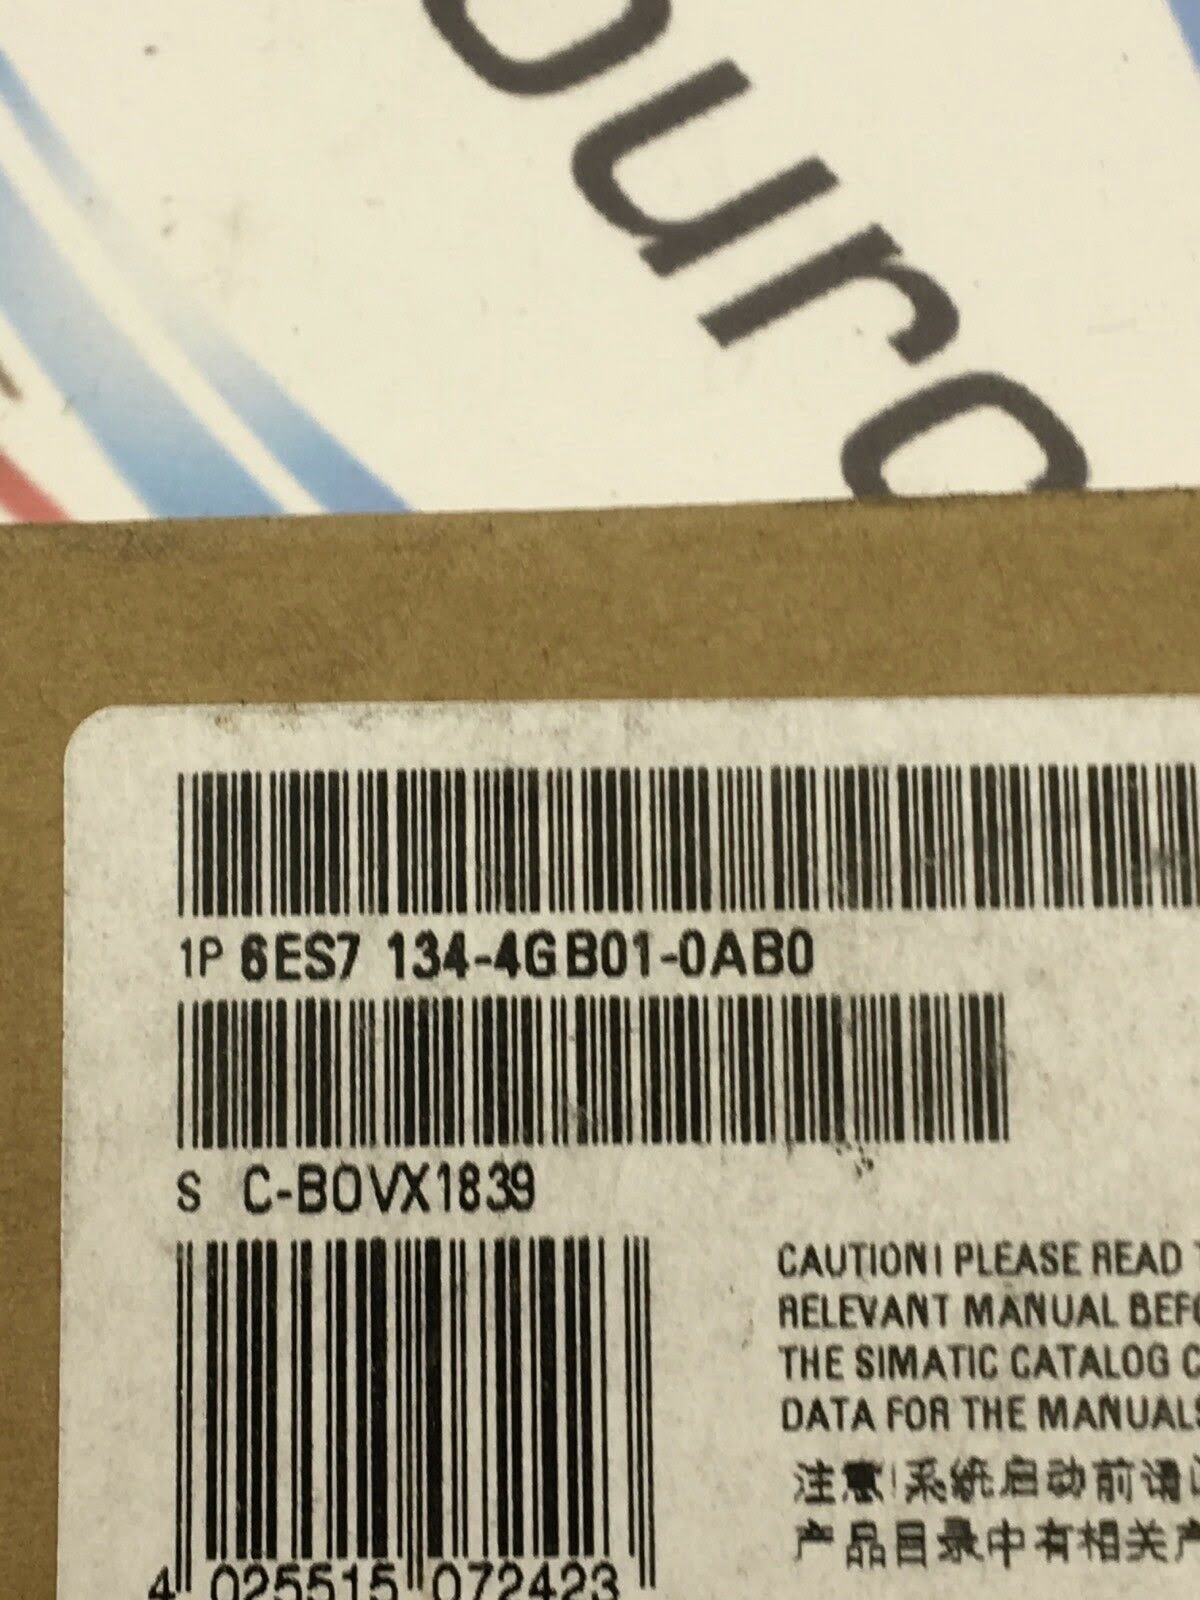 ouro
1P 6ES7 134-4GB01-0AB0
S C-BOVX1839
CAUTION! PLEASE READ
RELEVANT MANUAL
THE SIMATIC CATALOG
DATA FOR THE MANUALS
注意!系统启动前请
产品目录中有相关产
4 025515 072423